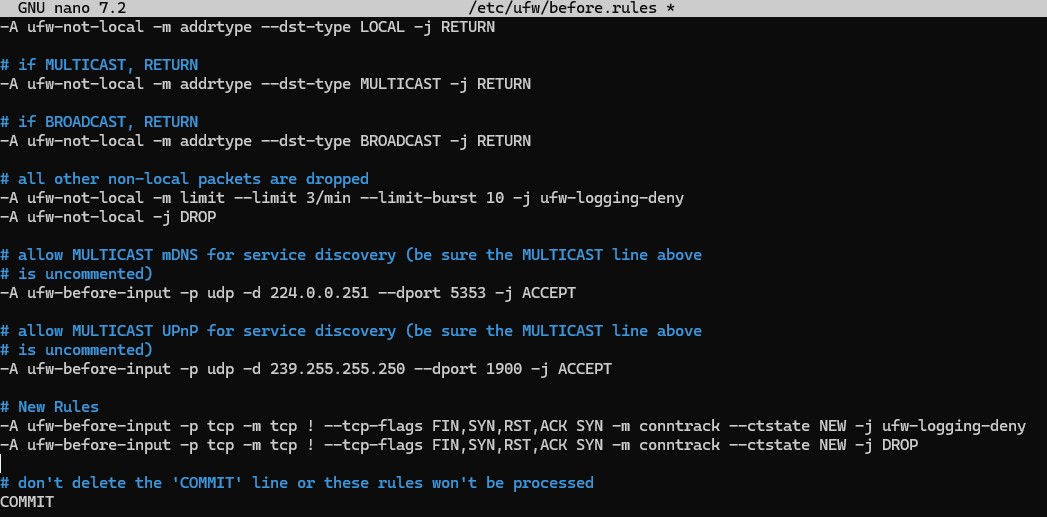 GNU nano 7.2 /etc/ufw/before.rules *
-A ufw-not-local -m addrtype --dst-type LOCAL -j RETURN
# if MULTICAST, RETURN
-A ufw-not-local -m addrtype --dst-type MULTICAST -j RETURN
# if BROADCAST, RETURN
-A ufw-not-local -m addrtype --dst-type BROADCAST -j RETURN
# all other non-local packets are dropped
-A ufw-not-local -m limit --limit 3/min --limit-burst 10 -j ufw-logging-deny
-A ufw-not-local -j DROP
# allow MULTICAST mDNS for service discovery (be sure the MULTICAST line above
# is uncommented)
-A ufw-before-input -p udp -d 224.0.0.251 --dport 5353 -j ACCEPT
# allow MULTICAST UPnP for service discovery (be sure the MULTICAST line above
# is uncommented)
-A ufw-before-input -p udp -d 239.255.255.250 --dport 1900 -j ACCEPT
# New Rules
-A ufw-before-input -p tcp -m tcp ! --tcp-flags FIN,SYN,RST,ACK SYN -m conntrack --ctstate NEW -j ufw-logging-deny
-A ufw-before-input -p tcp -m tcp ! --tcp-flags FIN,SYN,RST,ACK SYN -m conntrack --ctstate NEW -j DROP
# don't delete the 'COMMIT' line or these rules won't be processed
COMMIT